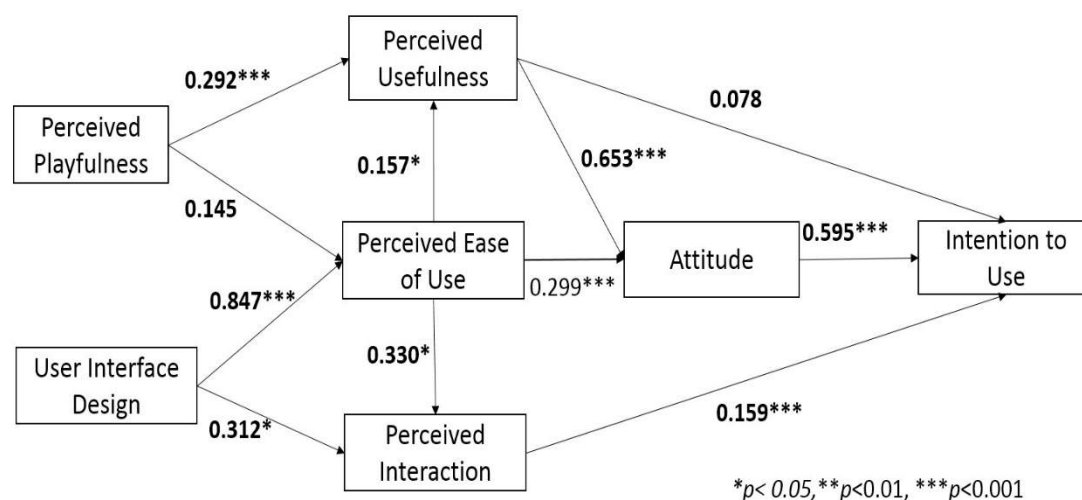 Perceived
Usefulness
0.292***
0.078
Perceived
Playfulness
0.157*
0.653***
0.145
Perceived Ease
of Use
Attitude
0.595***
Intention to
Use
0.299***
0.847***
User Interface
Design
0.330*
0.312*
Perceived
Interaction
0.159***
*p< 0.05,**p<0.01, ***p<0.001